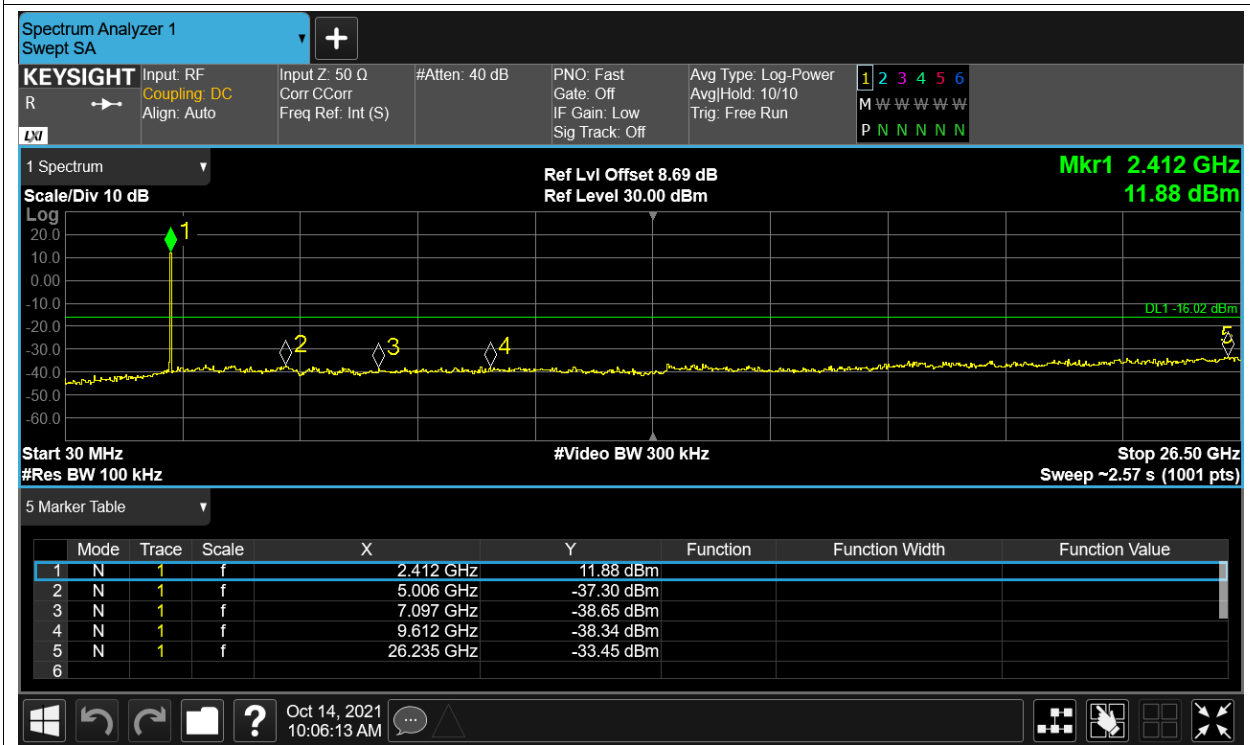 Spectrum Analyzer 1
Swept SA
KEYSIGHT
R
LXI
Input: RF
Coupling: DC
Align: Auto
Input Z: 50 Ω
Corr CCorr
Freq Ref: Int (S)
#Atten: 40 dB
PNO: Fast
Gate: Off
IF Gain: Low
Sig Track: Off
Avg Type: Log-Power
Avg|Hold: 10/10
Trig: Free Run
1 2 3 4 5 6
M W W W W W
P N N N N N
1 Spectrum
Scale/Div 10 dB
Ref Lvl Offset 8.69 dB
Ref Level 30.00 dBm
Mkr1 2.412 GHz
11.88 dBm
Log
20.0
10.0
0.00
-10.0
-20.0
-30.0
-40.0
-50.0
-60.0
1
2
3
4
5
DL1 -16.02 dBm
Start 30 MHz
#Res BW 100 kHz
#Video BW 300 kHz
Stop 26.50 GHz
Sweep ~2.57 s (1001 pts)
5 Marker Table
Mode Trace Scale X Y Function Function Width Function Value
1 N 1 f 2.412 GHz 11.88 dBm
2 N 1 f 5.006 GHz -37.30 dBm
3 N 1 f 7.097 GHz -38.65 dBm
4 N 1 f 9.612 GHz -38.34 dBm
5 N 1 f 26.235 GHz -33.45 dBm
6
?
Oct 14, 2021
10:06:13 AM